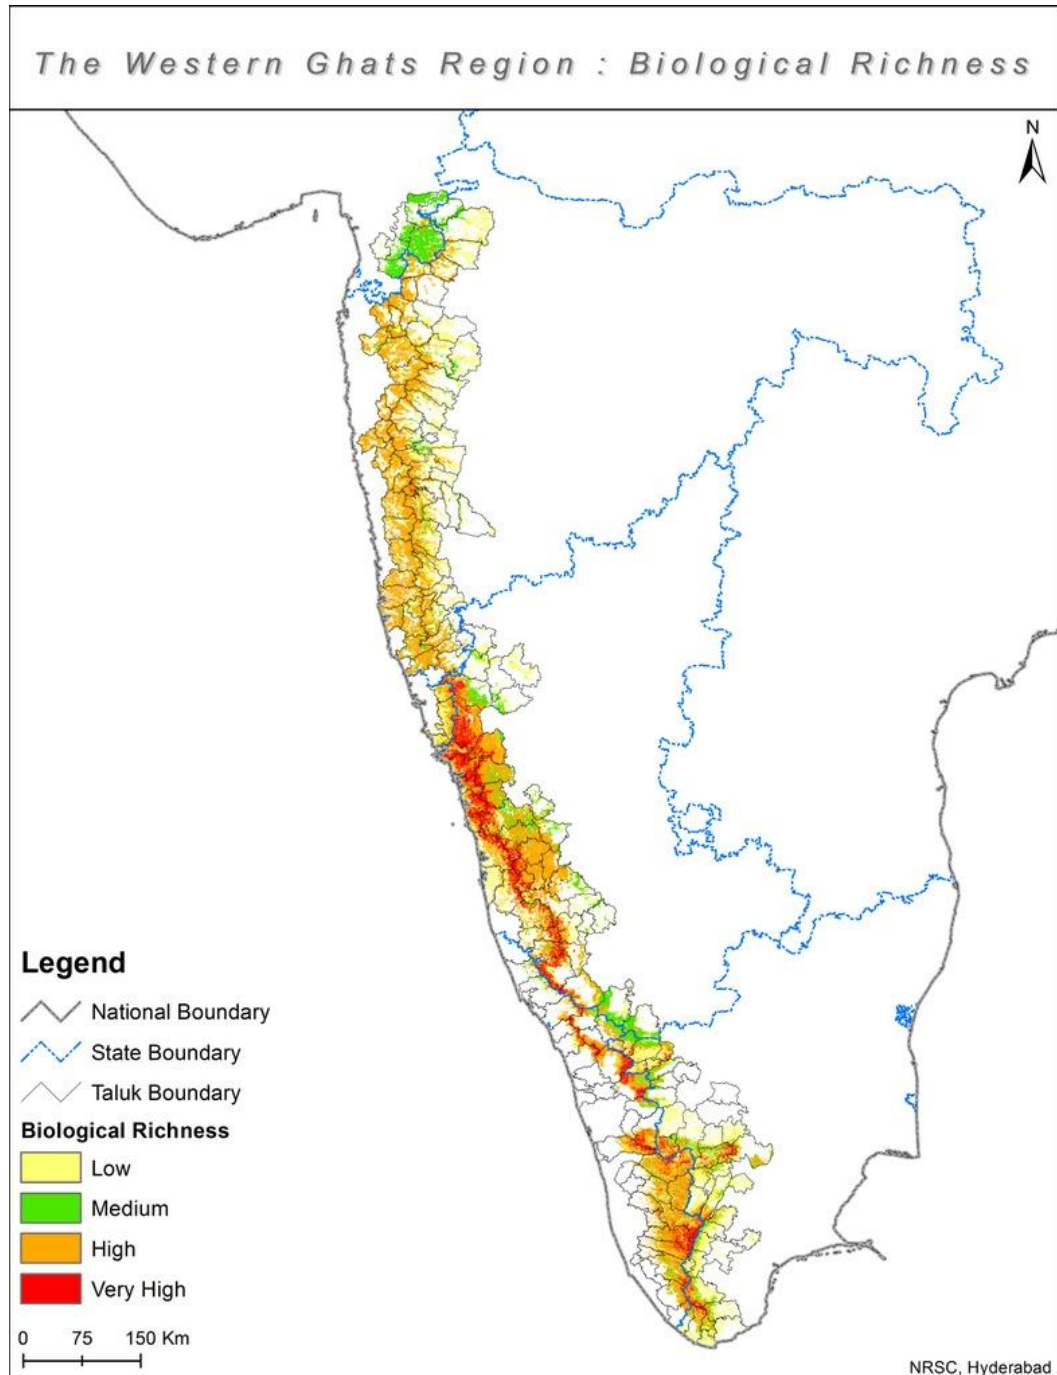 The Western Ghats Region : Biological Richness
N
Legend
National Boundary
State Boundary
Taluk Boundary
Biological Richness
Low
Medium
High
Very High
0 75 150 Km
NRSC, Hyderabad